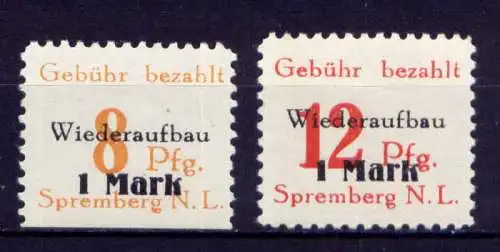 Gebühr bezahlt
Wiederaufbau
8 Pfg.
1 Mark
Spremberg N. L.
Gebühr bezahlt
Wiederaufbau
12 Pfg.
1 Mark
Spremberg N. L.